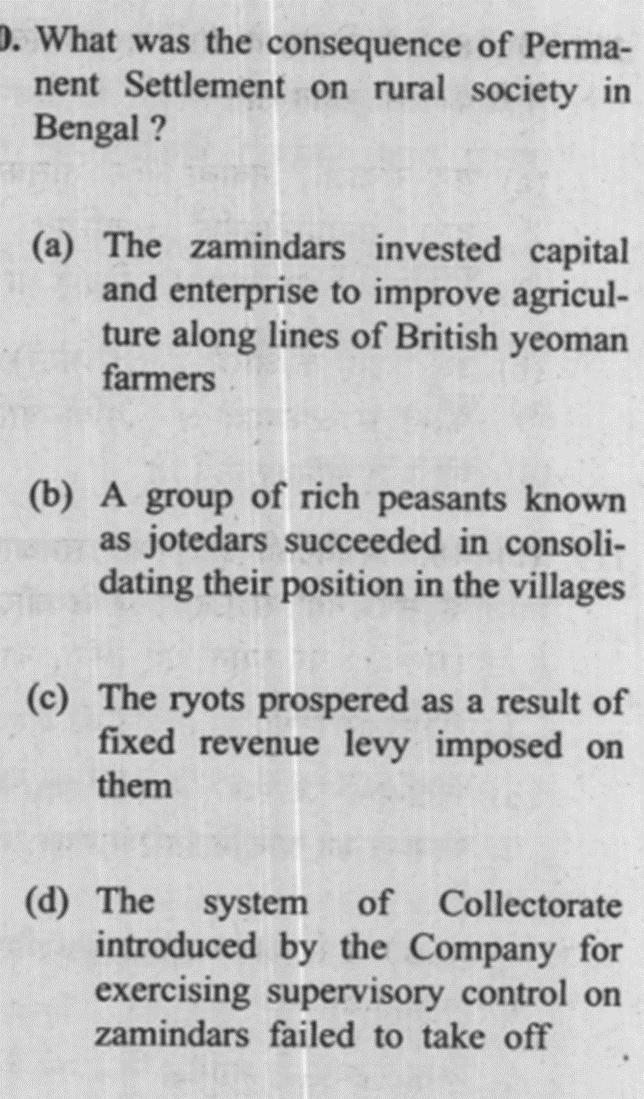 0. What was the consequence of Perma-
nent Settlement on rural society in
Bengal ?
(a) The zamindars invested capital
and enterprise to improve agricul-
ture along lines of British yeoman
farmers
(b) A group of rich peasants known
as jotedars succeeded in consoli-
dating their position in the villages
(c) The ryots prospered as a result of
fixed revenue levy imposed on
them
(d) The system of Collectorate
introduced by the Company for
exercising supervisory control on
zamindars failed to take off